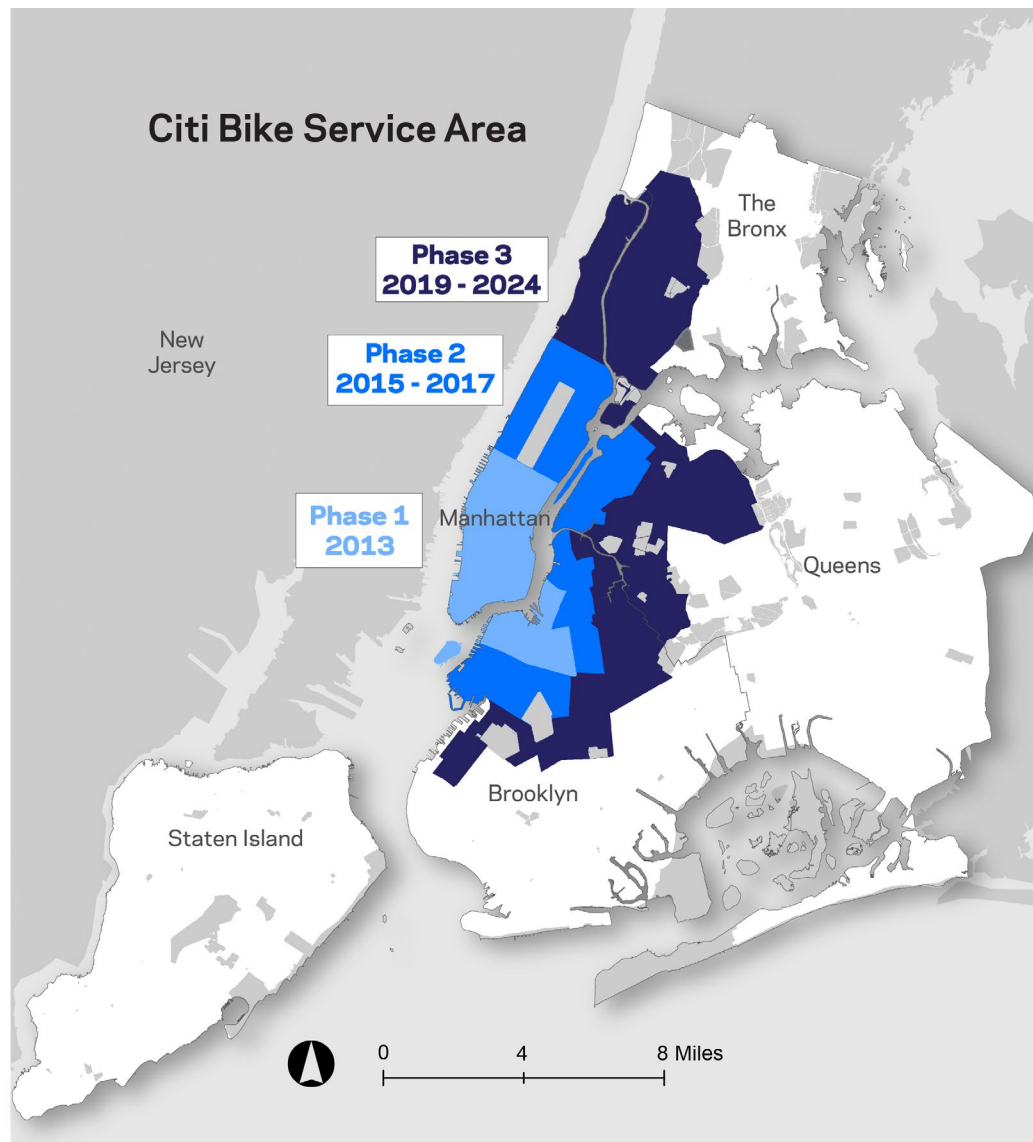 Citi Bike Service Area
The
Bronx
Phase 3
2019 - 2024
New
Jersey
Phase 2
2015 - 2017
Phase 1
2013
Manhattan
Queens
Brooklyn
Staten Island
0 4 8 Miles